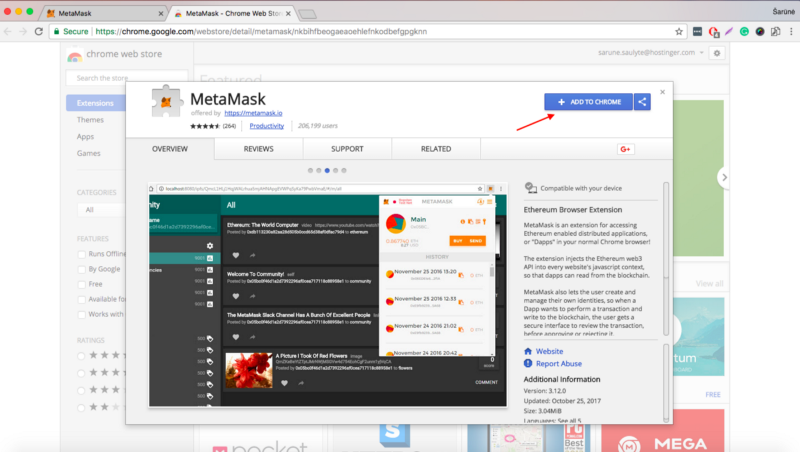 MetaMask
MetaMask - Chrome Web Store
Šarūnė
Secure
https://chrome.google.com/webstore/detail/metamask/nkbihfbeogaeaoehlefnkodbefgpgknn
chrome web store
sarune.saulyte@hostinger.com
Search the store
Featured
Extensions
Themes
Apps
Games
CATEGORIES
All
FEATURES
Runs Offline
By Google
Free
Available for
Works with
RATINGS
MetaMask
offered by https://metamask.io
(264)
Productivity
206,199 users
ADD TO CHROME
OVERVIEW
REVIEWS
SUPPORT
RELATED
G+
All
Ethereum: The World Computer
Welcome To Community! self
The MetaMask Slack Channel Has A Bunch Of Excellent People
A Picture I Took Of Red Flowers image
COMMENT
METAMASK
Main
BUY
SEND
HISTORY
November 25 2016 13:20
November 25 2016 12:33
November 24 2016 21:02
November 24 2016 20:42
Compatible with your device
Ethereum Browser Extension
MetaMask is an extension for accessing
Ethereum enabled distributed applications,
or "Dapps" in your normal Chrome browser!
The extension injects the Ethereum web3
API into every website's javascript context,
so that dapps can read from the blockchain.
MetaMask also lets the user create and
manage their own identities, so when a
Dapp wants to perform a transaction and
write to the blockchain, the user gets a
secure interface to review the transaction,
before approving or rejecting it.
Website
Report Abuse
Additional Information
Version: 3.12.0
Updated: October 25, 2017
Size: 3.04MiB
Languages: See all 5
View all
FREE
MEGA